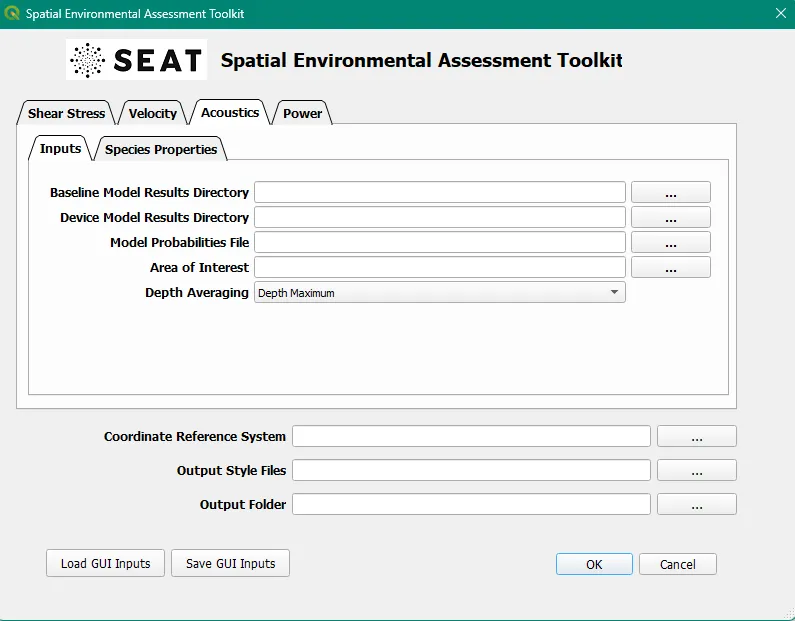 Spatial Environmental Assessment Toolkit
SEAT Spatial Environmental Assessment Toolkit
Shear Stress Velocity Acoustics Power
Inputs Species Properties
Baseline Model Results Directory ...
Device Model Results Directory ...
Model Probabilities File ...
Area of Interest ...
Depth Averaging Depth Maximum
Coordinate Reference System ...
Output Style Files ...
Output Folder ...
Load GUI Inputs Save GUI Inputs OK Cancel